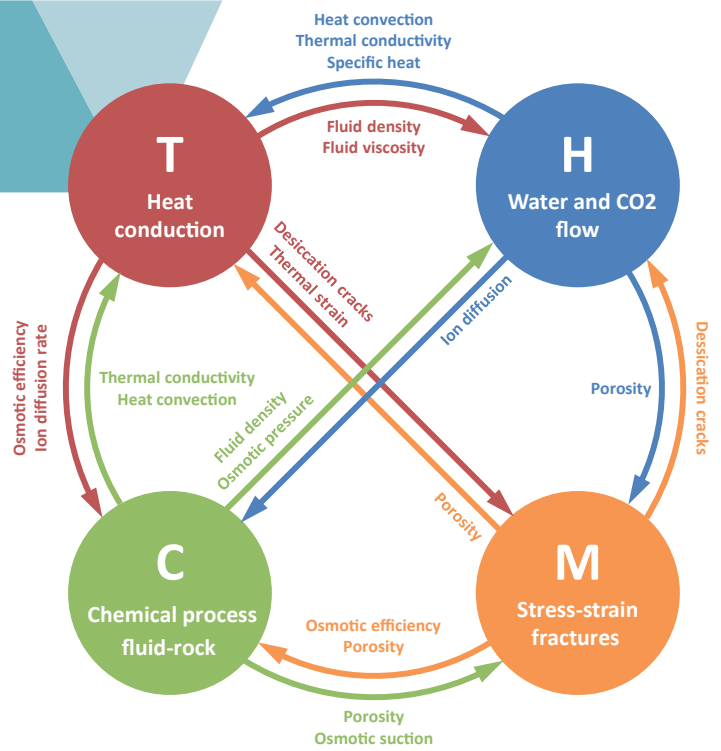 Heat convection
Thermal conductivity
Specific heat
T
Heat
conduction
Fluid density
Fluid viscosity
H
Water and CO2
flow
Desiccation cracks
Thermal strain
Ion diffusion
Osmotic efficiency
Ion diffusion rate
Thermal conductivity
Heat convection
Fluid density
Osmotic pressure
Porosity
Dessication cracks
Porosity
C
Chemical process
fluid-rock
M
Stress-strain
fractures
Osmotic efficiency
Porosity
Porosity
Osmotic suction